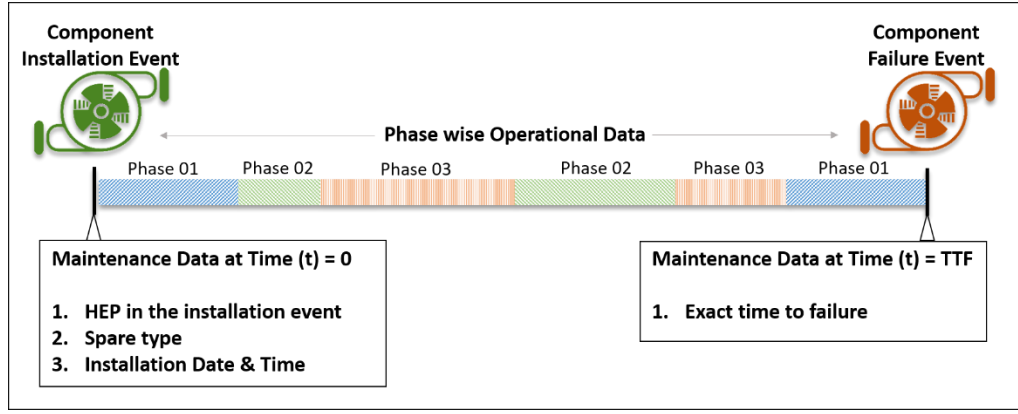 Component
Installation Event
Component
Failure Event
Phase wise Operational Data
Phase 01
Phase 02
Phase 03
Phase 02
Phase 03
Phase 01
Maintenance Data at Time (t) = 0
1. HEP in the installation event
2. Spare type
3. Installation Date & Time
Maintenance Data at Time (t) = TTF
1. Exact time to failure